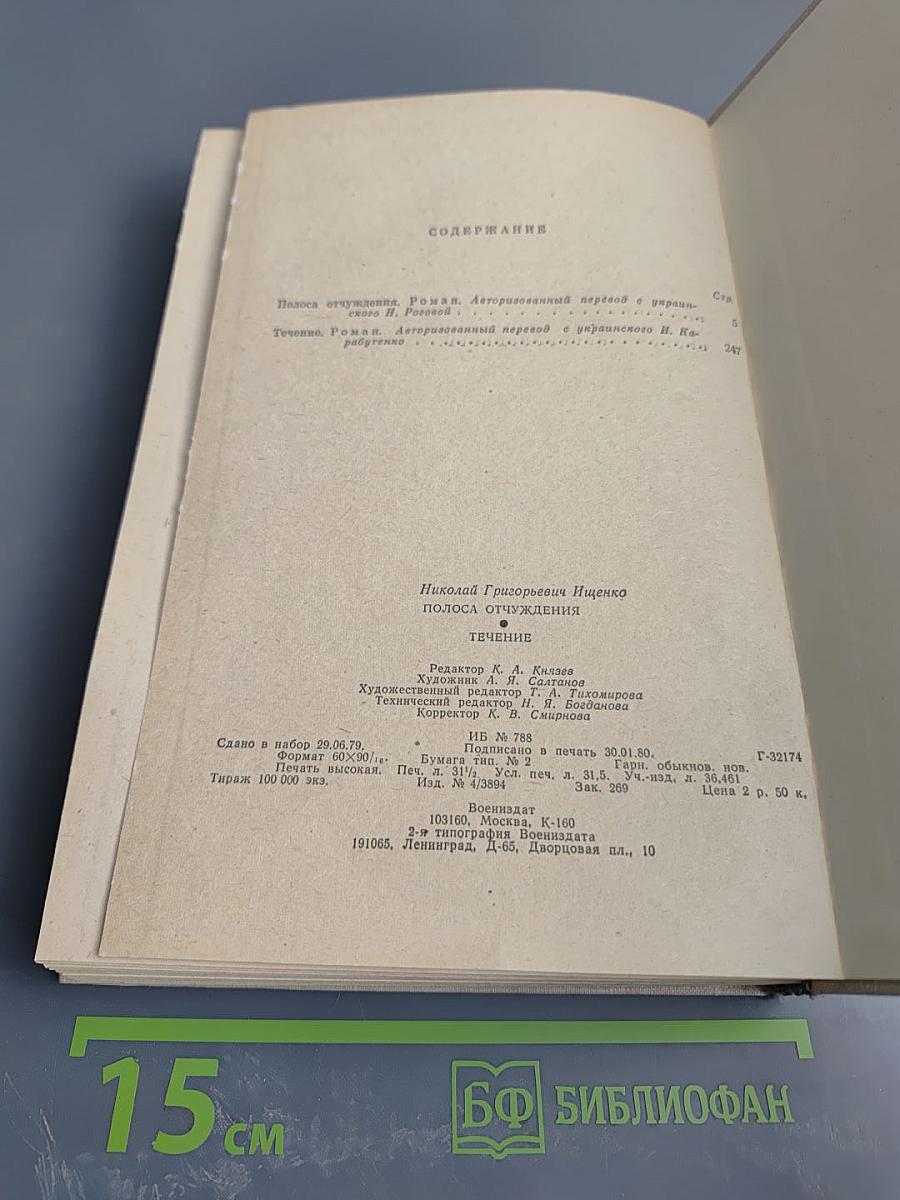 СОДЕРЖАНИЕ
Стр.
Полоса отчуждения. Роман. Авторизованный перевод с украин-
ского Н. Роговой . . . . . . . . . . . . . . . . 5
Течение. Роман. Авторизованный перевод с украинского И. Ка-
рабутенко . . . . . . . . . . . . . . . . . . . 247
Николай Григорьевич Ищенко
ПОЛОСА ОТЧУЖДЕНИЯ
●
ТЕЧЕНИЕ
Редактор К. А. Князев
Художник А. Я. Салтанов
Художественный редактор Т. А. Тихомирова
Технический редактор Н. Я. Богданова
Корректор К. В. Смирнова
ИБ № 788
Сдано в набор 29.06.79. Подписано в печать 30.01.80. Г-32174
Формат 60×90/16. Бумага тип. № 2 Гарн. обыкнов. нов.
Печать высокая. Печ. л. 31½. Усл. печ. л. 31,5. Уч.-изд. л. 36,461
Тираж 100 000 экз. Изд. № 4/3894 Зак. 269 Цена 2 р. 50 к.
Воениздат
103160, Москва, К-160
2-я типография Воениздата
191065, Ленинград, Д-65, Дворцовая пл., 10
15 см
БФ БИБЛИОФАН